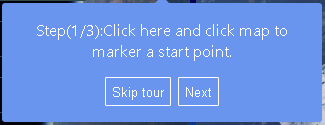 Step(1/3):Click here and click map to
marker a start point.
Skip tour Next